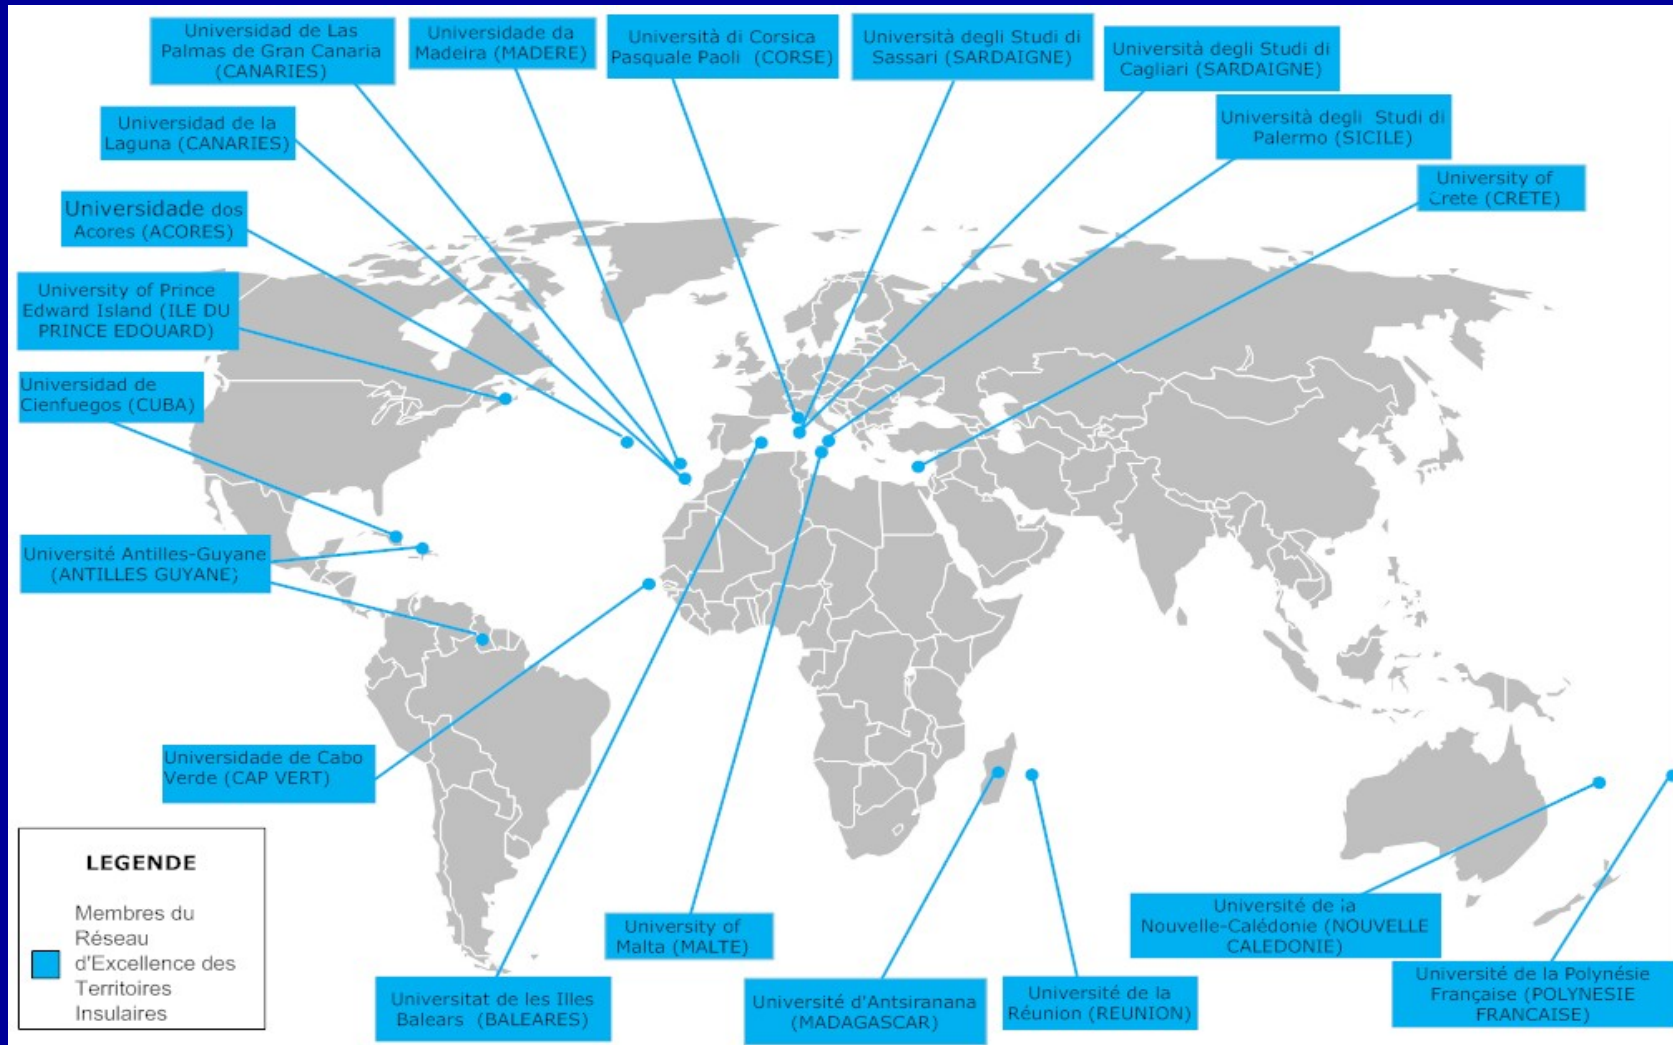 Universidad de Las
Palmas de Gran Canaria
(CANARIES)
Universidade da
Madeira (MADERE)
Università di Corsica
Pasquale Paoli (CORSE)
Università degli Studi di
Sassari (SARDAIGNE)
Università degli Studi di
Cagliari (SARDAIGNE)
Universidad de la
Laguna (CANARIES)
Università degli Studi di
Palermo (SICILE)
University of
Crete (CRETE)
Universidade dos
Acores (ACORES)
University of Prince
Edward Island (ILE DU
PRINCE EDOUARD)
Universidad de
Cienfuegos (CUBA)
Université Antilles-Guyane
(ANTILLES GUYANE)
Universidade de Cabo
Verde (CAP VERT)
LEGENDE
Membres du
Réseau
d'Excellence des
Territoires
Insulaires
University of
Malta (MALTE)
Universitat de les Illes
Balears (BALEARES)
Université d'Antsiranana
(MADAGASCAR)
Université de la
Réunion (REUNION)
Université de la
Nouvelle-Calédonie (NOUVELLE
CALEDONIE)
Université de la Polynésie
Française (POLYNESIE
FRANCAISE)